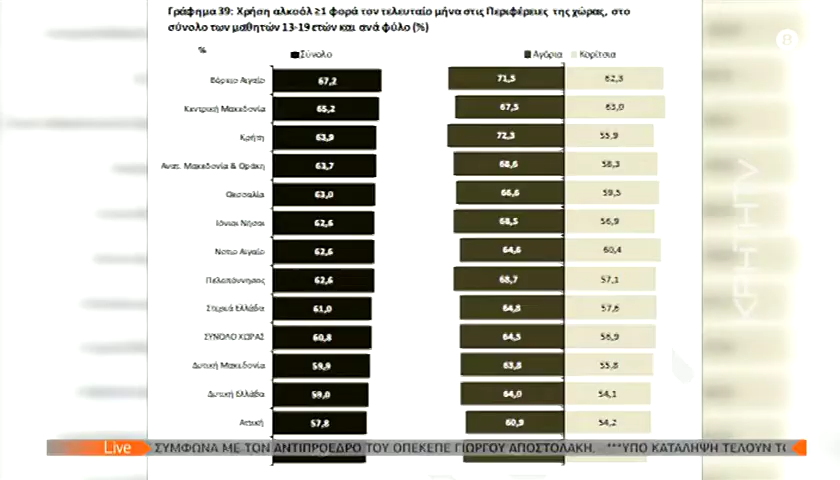 Γράφημα 39: Χρήση αλκοόλ ≥1 φορά τον τελευταίο μήνα στις Περιφέρειες της χώρας, στο
σύνολο των μαθητών 13-19 ετών και ανά φύλο (%)
% Σύνολο Αγόρια Κορίτσια
Βόρειο Αιγαίο 67,2 71,5 62,3
Κεντρική Μακεδονία 65,2 67,5 63,0
Κρήτη 63,9 72,3 55,9
Ανατ. Μακεδονία & Θράκη 63,7 68,6 58,3
Θεσσαλία 63,0 66,6 59,5
Ιόνιοι Νήσοι 62,6 68,5 56,9
Νοτιο Αιγαίο 62,6 64,6 60,4
Πελοπόννησος 62,6 68,7 57,1
Στερεά Ελλάδα 61,0 64,8 57,6
ΣΥΝΟΛΟ ΧΩΡΑΣ 60,8 64,5 56,9
Δυτική Μακεδονία 59,9 63,8 55,8
Δυτική Ελλάδα 59,0 64,0 54,1
Αττική 57,8 60,9 54,2
Live ΣΥΜΦΩΝΑ ΜΕ ΤΟΝ ΑΝΤΙΠΡΟΕΔΡΟ ΤΟΥ ΟΠΕΚΕΠΕ ΓΙΩΡΓΟΥ ΑΠΟΣΤΟΛΑΚΗ. ***ΥΠΟ ΚΑΤΑΛΗΨΗ ΤΕΛΟΥΝ ΤΟ
ΚΡΗΤΗTV
8